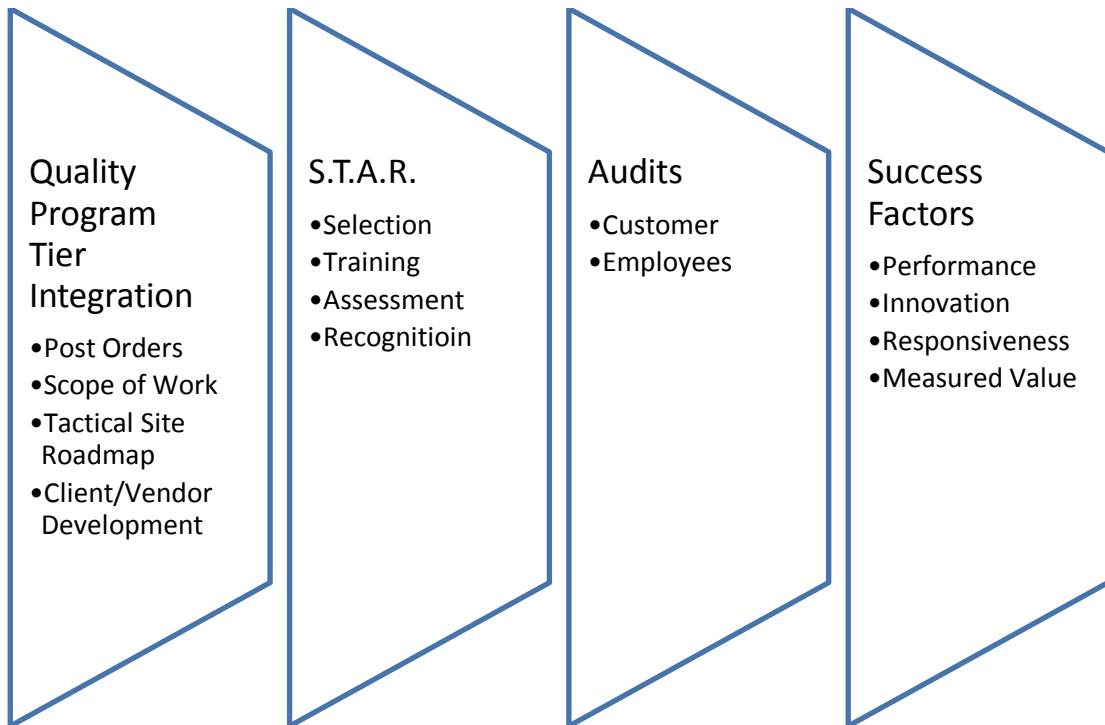 Quality
Program
Tier
Integration
•Post Orders
•Scope of Work
•Tactical Site
Roadmap
•Client/Vendor
Development
S.T.A.R.
•Selection
•Training
•Assessment
•Recognitioin
Audits
•Customer
•Employees
Success
Factors
•Performance
•Innovation
•Responsiveness
•Measured Value